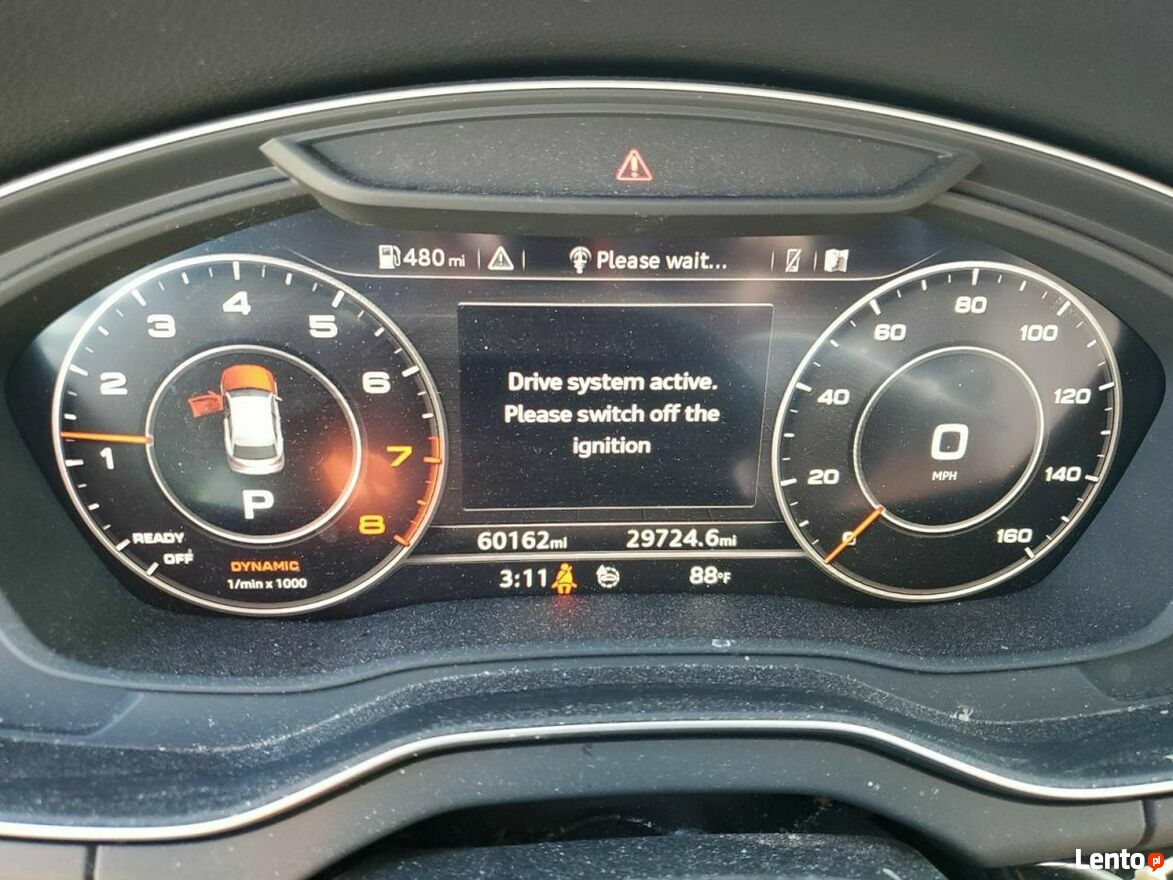 480 mi
Please wait...
4
3
5
2
6
1
7
8
P
READY
OFF
DYNAMIC
1/min x 1000
Drive system active.
Please switch off the
ignition
60162mi
29724.6mi
3:11
88°F
80
60
100
40
120
20
140
0
160
0
MPH
Lento.pl